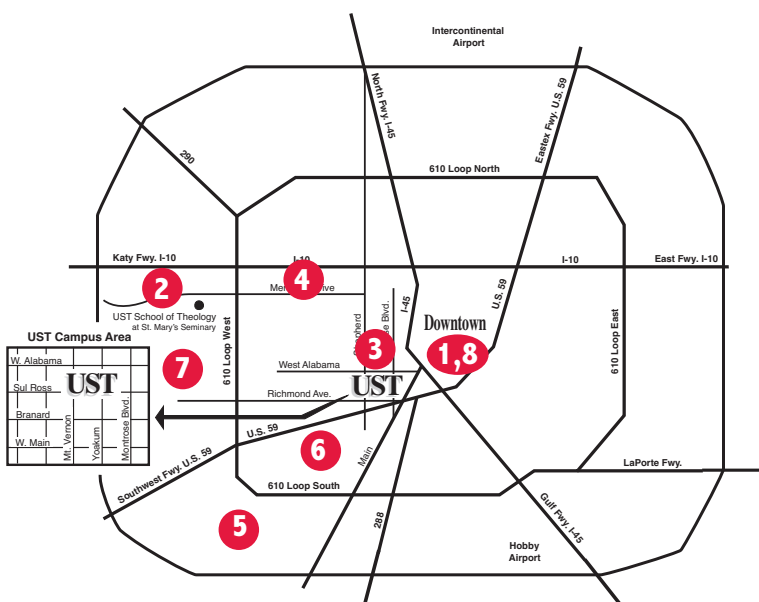 Intercontinental
Airport
North Fwy. I-45
Eastex Fwy. U.S. 59
290
610 Loop North
Katy Fwy. I-10
I-10
I-10
East Fwy. I-10
2
4
UST School of Theology
at St. Mary's Seminary
I-45
U.S. 59
Downtown
1,8
3
610 Loop West
610 Loop East
UST Campus Area
W. Alabama
Sul Ross
Branard
W. Main
UST
Mt. Vernon
Yoakum
Montrose Blvd.
7
West Alabama
UST
Richmond Ave.
U.S. 59
Southwest Fwy. U.S. 59
6
Main
610 Loop South
LaPorte Fwy.
288
5
Gulf Fwy. I-45
Hobby
Airport